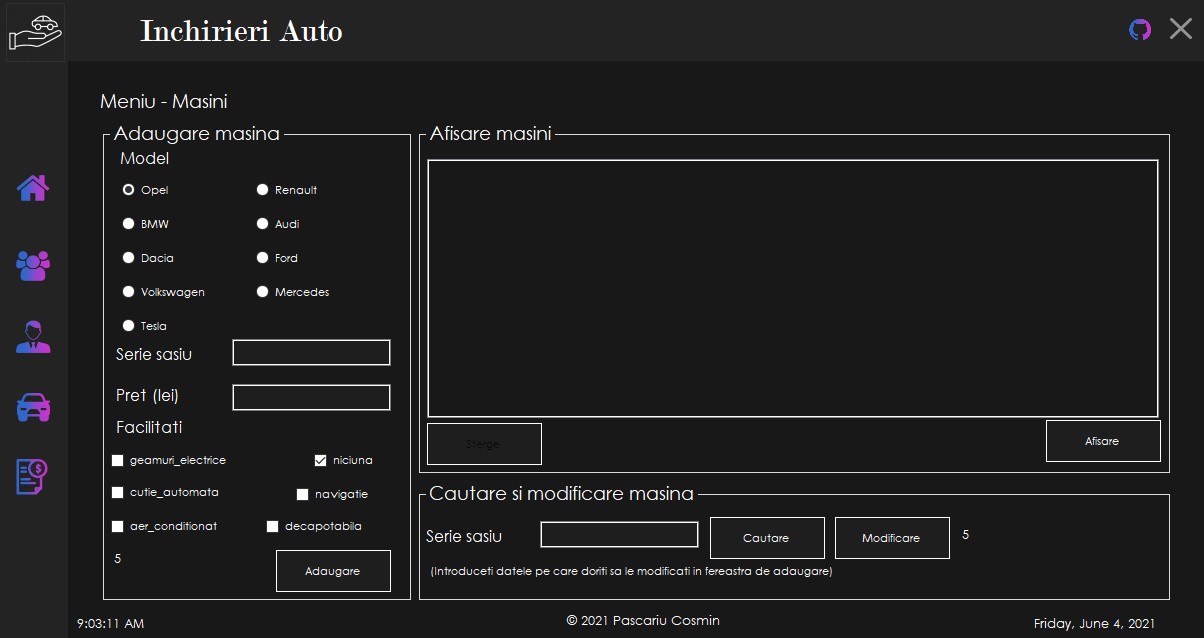 Inchirieri Auto
Meniu - Masini
Adaugare masina
Model
Opel
Renault
BMW
Audi
Dacia
Ford
Volkswagen
Mercedes
Tesla
Serie sasiu
Pret (lei)
Facilitati
geamuri_electrice
niciuna
cutie_automata
navigatie
aer_conditionat
decapotabila
5
Adaugare
Afisare masini
Sterge
Afisare
Cautare si modificare masina
Serie sasiu
Cautare
Modificare
5
(Introduceti datele pe care doriti sa le modificati in fereastra de adaugare)
9:03:11 AM
© 2021 Pascariu Cosmin
Friday, June 4, 2021